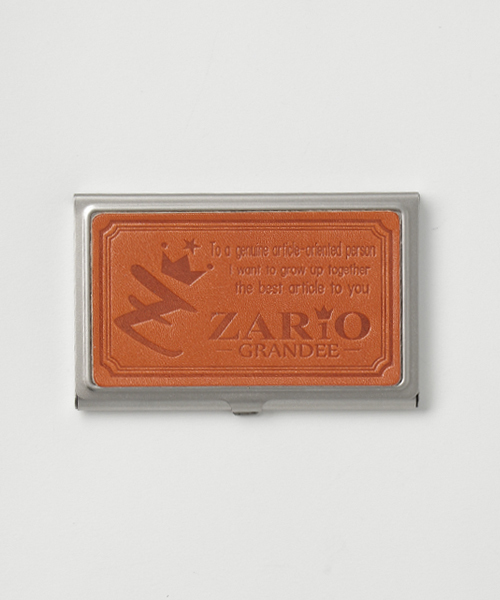 To a genuine article-oriented person
I want to grow up together
the best article to you
ZARIO
GRANDEE